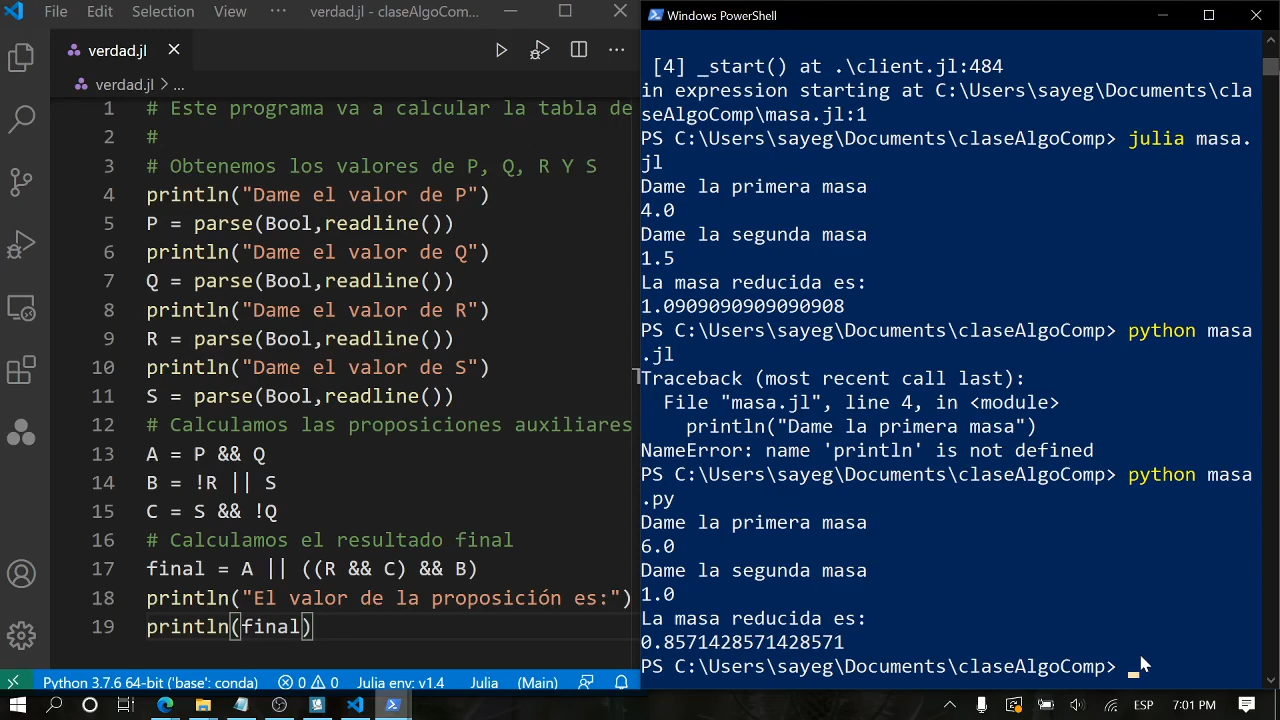 File Edit Selection View ··· verdad.jl - claseAlgoCom...
verdad.jl
verdad.jl > ...
1 # Este programa va a calcular la tabla de
2 #
3 # Obtenemos los valores de P, Q, R Y S
4 println("Dame el valor de P")
5 P = parse(Bool,readline())
6 println("Dame el valor de Q")
7 Q = parse(Bool,readline())
8 println("Dame el valor de R")
9 R = parse(Bool,readline())
10 println("Dame el valor de S")
11 S = parse(Bool,readline())
12 # Calculamos las proposiciones auxiliares
13 A = P && Q
14 B = !R || S
15 C = S && !Q
16 # Calculamos el resultado final
17 final = A || ((R && C) && B)
18 println("El valor de la proposición es:")
19 println(final)
Python 3.7.6 64-bit ('base': conda) 0 0 Julia env: v1.4 Julia (Main)
Windows PowerShell
[4] _start() at .\client.jl:484
in expression starting at C:\Users\sayeg\Documents\cla
seAlgoComp\masa.jl:1
PS C:\Users\sayeg\Documents\claseAlgoComp> julia masa.
jl
Dame la primera masa
4.0
Dame la segunda masa
1.5
La masa reducida es:
1.0909090909090908
PS C:\Users\sayeg\Documents\claseAlgoComp> python masa
.jl
Traceback (most recent call last):
File "masa.jl", line 4, in <module>
println("Dame la primera masa")
NameError: name 'println' is not defined
PS C:\Users\sayeg\Documents\claseAlgoComp> python masa
.py
Dame la primera masa
6.0
Dame la segunda masa
1.0
La masa reducida es:
0.8571428571428571
PS C:\Users\sayeg\Documents\claseAlgoComp>
ESP 7:01 PM